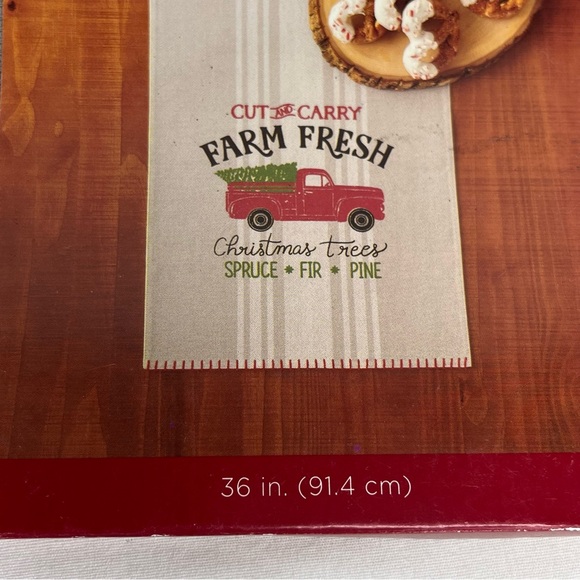 CUT AND CARRY
FARM FRESH
Christmas trees
SPRUCE * FIR * PINE
36 in. (91.4 cm)